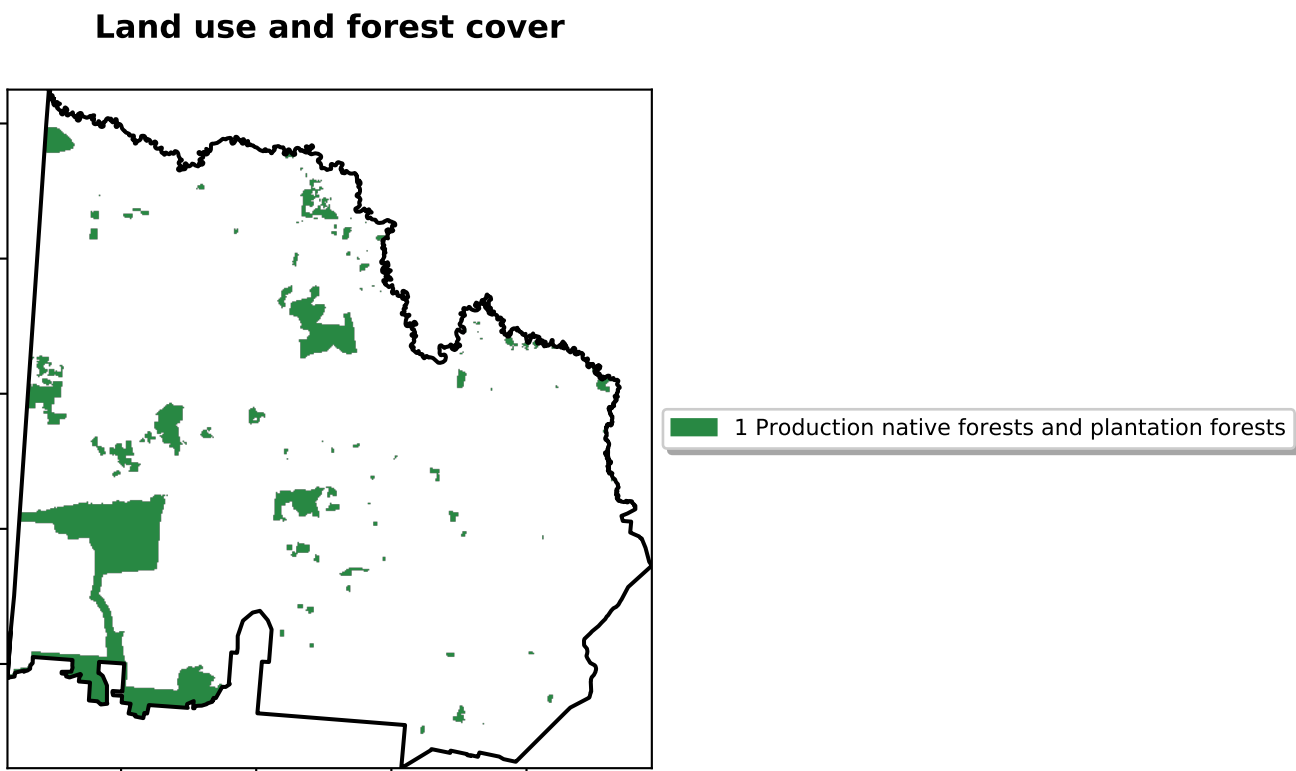 Land use and forest cover
1 Production native forests and plantation forests